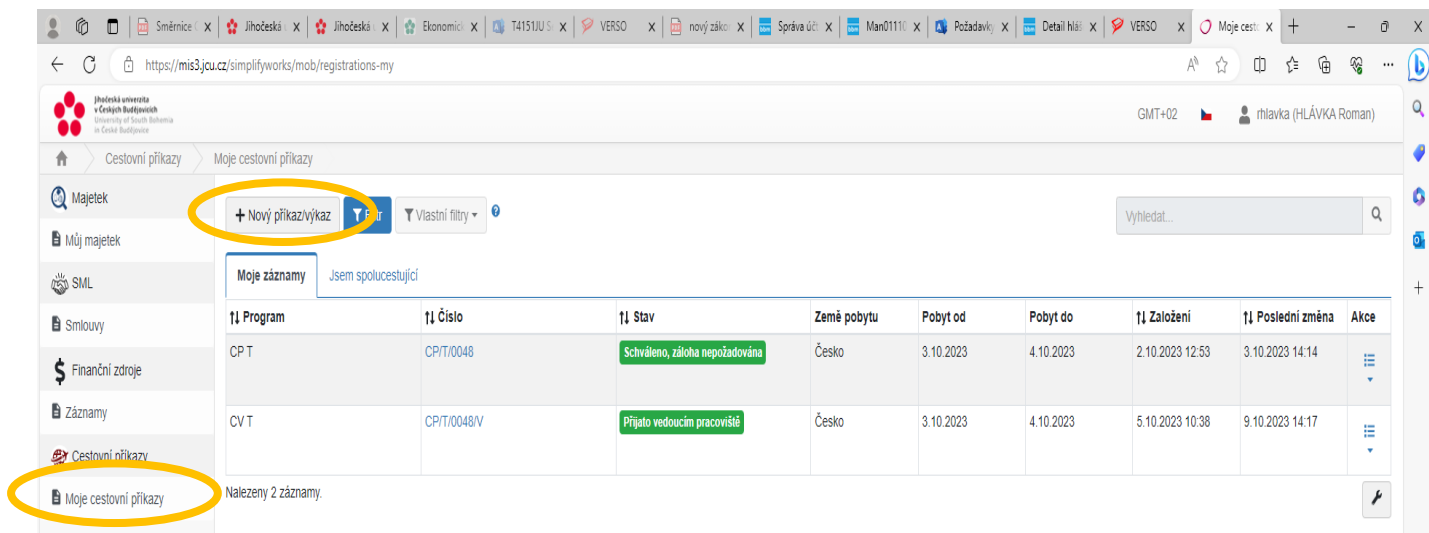 Směrnice
Jihočeská
Jihočeská
Ekonomick
T4151JU S
VERSO
nový záko
Správa účt
Man01110
Požadavky
Detail hláš
VERSO
Moje cesto
https://mis3.jcu.cz/simplifyworks/mob/registrations-my
Jihočeská univerzita
v Českých Budějovicích
University of South Bohemia
in České Budějovice
GMT+02
rhlavka (HLÁVKA Roman)
Cestovní příkazy
Moje cestovní příkazy
Majetek
Můj majetek
SML
Smlouvy
Finanční zdroje
Záznamy
Cestovní příkazy
Moje cestovní příkazy
+ Nový příkaz/výkaz
Filtr
Vlastní filtry
Vyhledat...
Moje záznamy
Jsem spolucestující
Program Číslo Stav Země pobytu Pobyt od Pobyt do Založení Poslední změna Akce
CP T CP/T/0048 Schváleno, záloha nepožadována Česko 3.10.2023 4.10.2023 2.10.2023 12:53 3.10.2023 14:14
CV T CP/T/0048/V Přijato vedoucím pracoviště Česko 3.10.2023 4.10.2023 5.10.2023 10:38 9.10.2023 14:17
Nalezeny 2 záznamy.